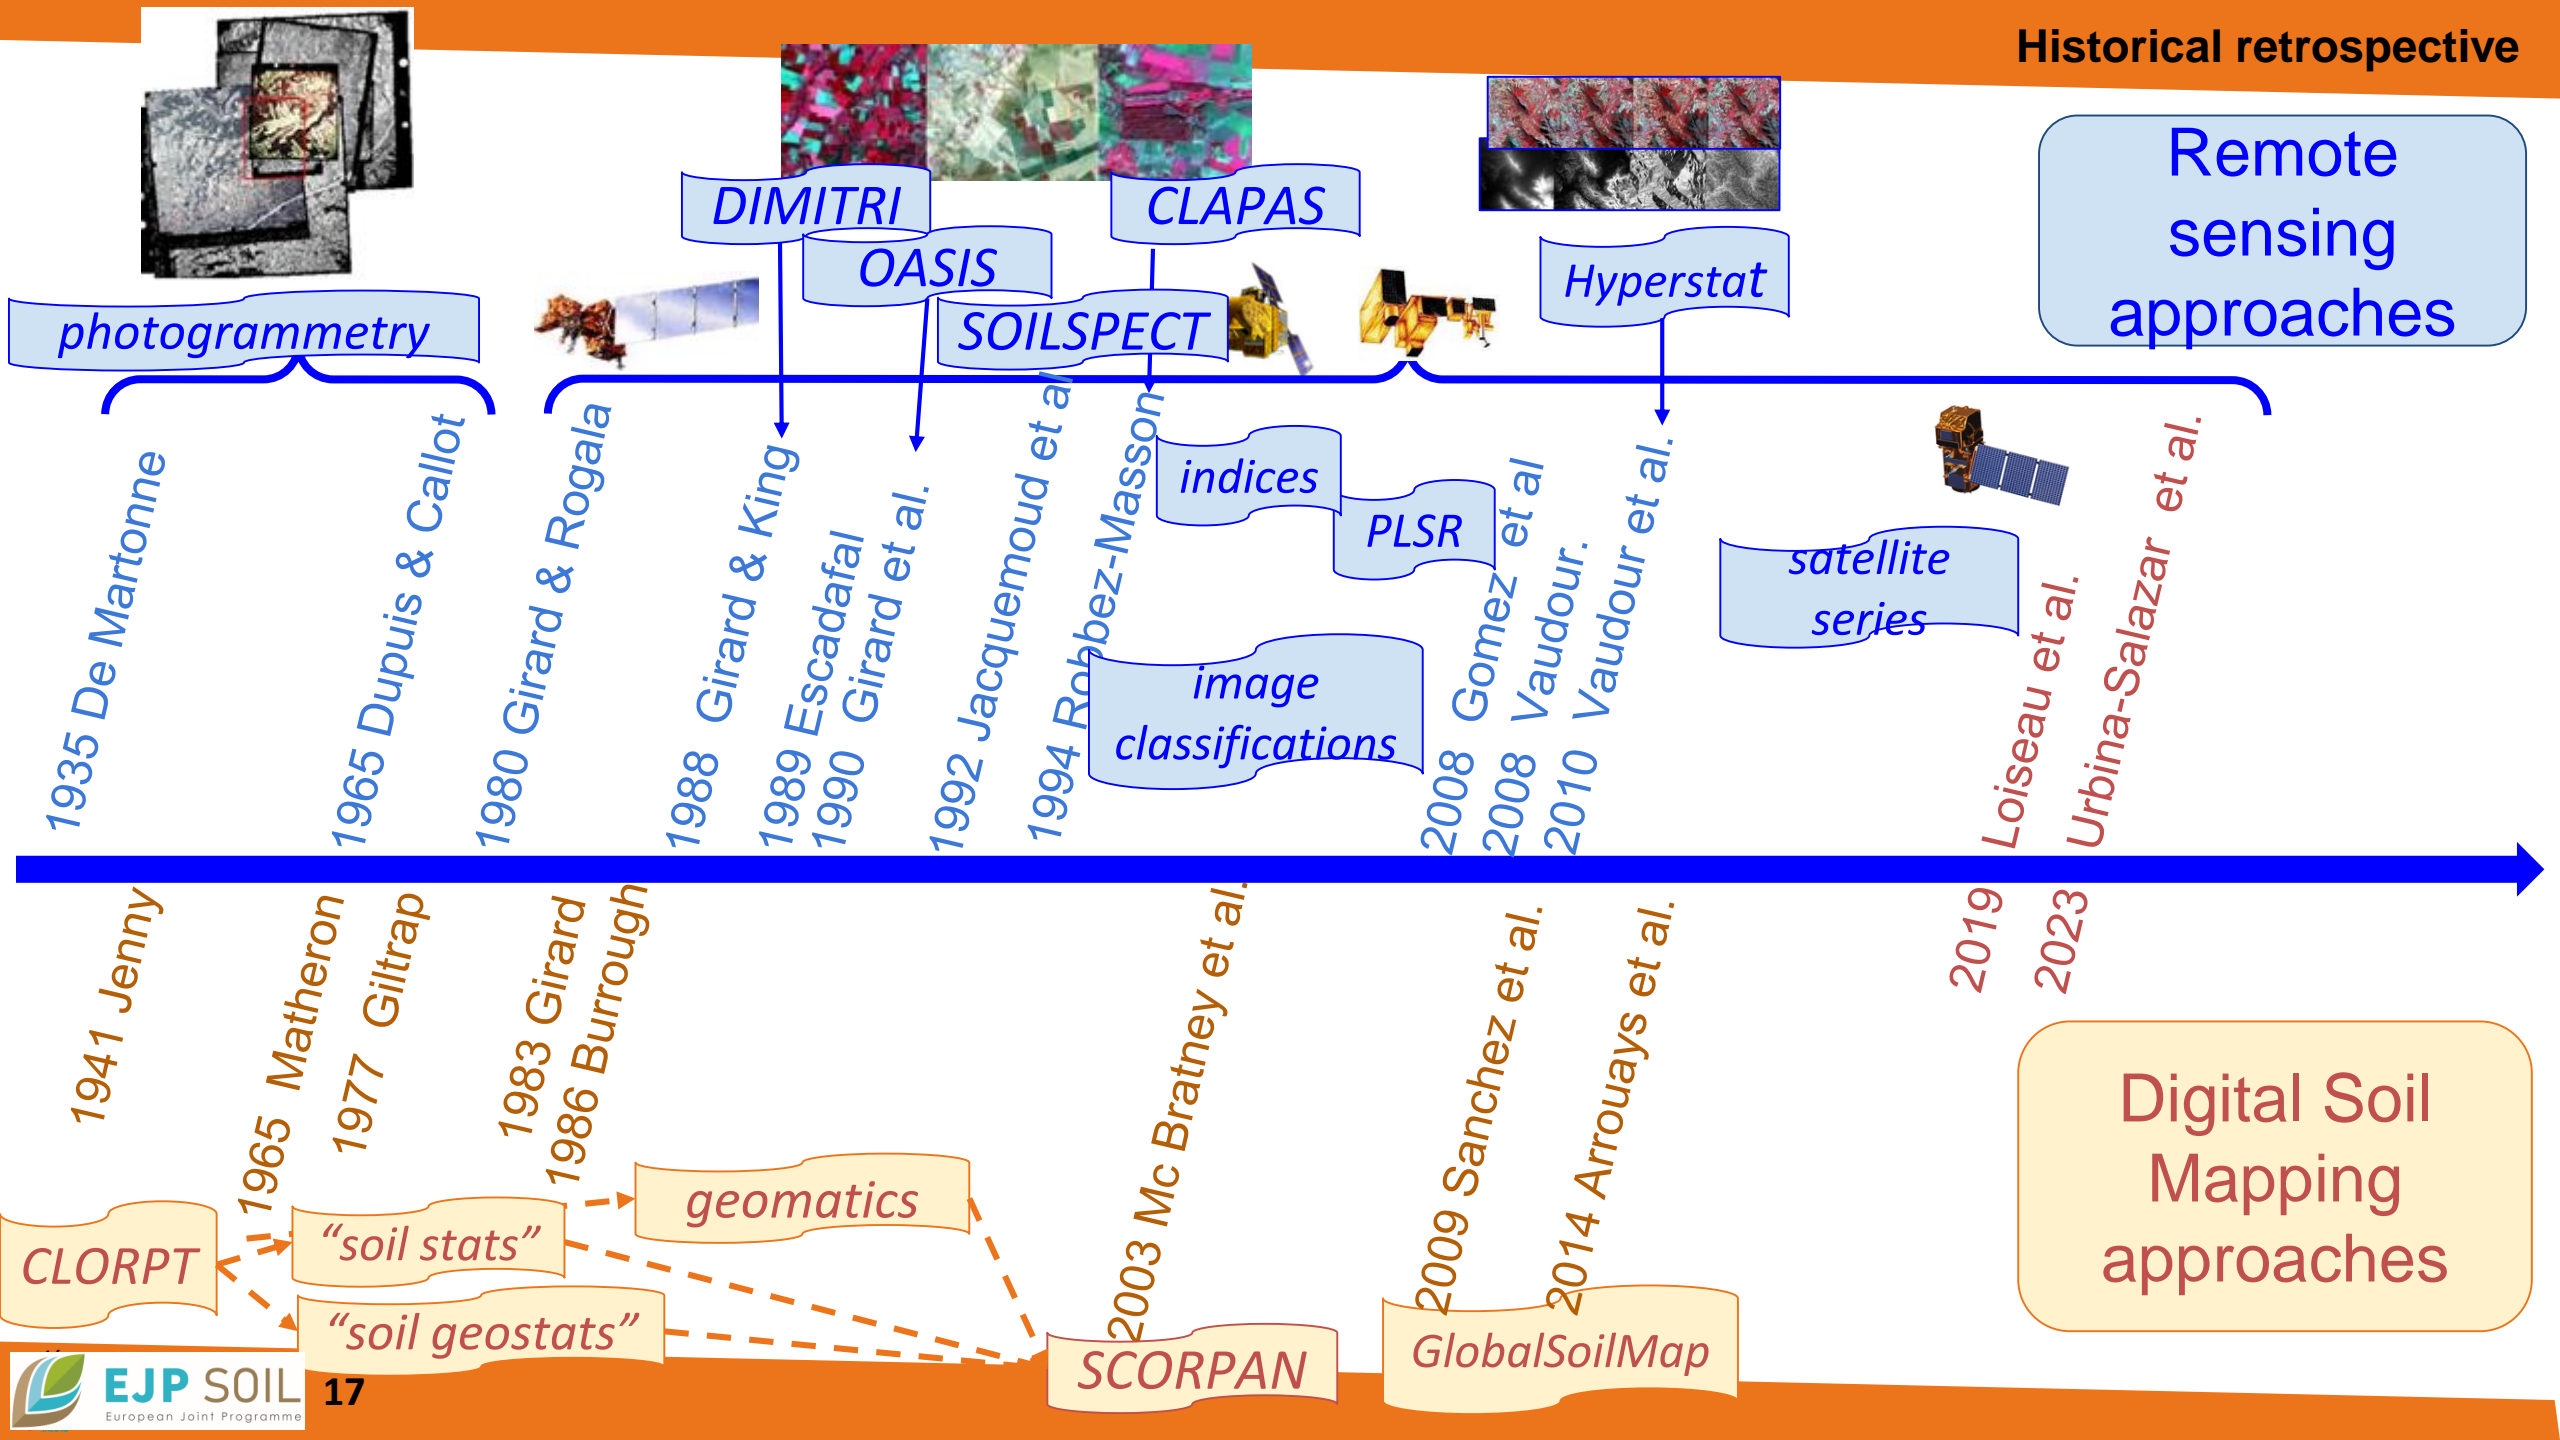 Historical retrospective
Remote
sensing
approaches
DIMITRI
CLAPAS
OASIS
Hyperstat
SOILSPECT
photogrammetry
1935 De Martonne
1965 Dupuis & Callot
1980 Girard & Rogala
1988 Girard & King
1989 Escadafal
1990 Girard et al.
1992 Jacquemoud et al
1994 Robbez-Masson
indices
PLSR
image
classifications
2008 Gomez et al
2008 Vaudour.
2010 Vaudour et al.
satellite
series
2019 Loiseau et al.
2023 Urbina-Salazar et al.
1941 Jenny
1965 Matheron
1977 Giltrap
1983 Girard
1986 Burrough
2003 Mc Bratney et al.
2009 Sanchez et al.
2014 Arrouays et al.
Digital Soil
Mapping
approaches
geomatics
CLORPT
“soil stats”
“soil geostats”
SCORPAN
GlobalSoilMap
EJP SOIL
European Joint Programme
17